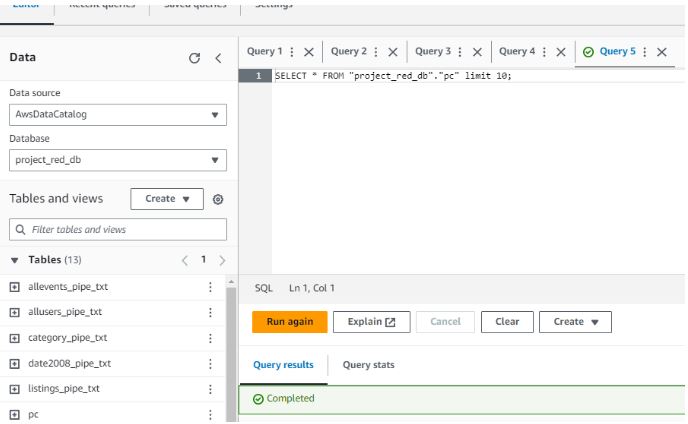 Editor Recent queries Saved queries Settings
Data
Data source
AwsDataCatalog
Database
project_red_db
Tables and views Create
Filter tables and views
Tables (13) 1
allevents_pipe_txt
allusers_pipe_txt
category_pipe_txt
date2008_pipe_txt
listings_pipe_txt
pc
Query 1 Query 2 Query 3 Query 4 Query 5
1 SELECT * FROM "project_red_db"."pc" limit 10;
SQL Ln 1, Col 1
Run again Explain Cancel Clear Create
Query results Query stats
Completed